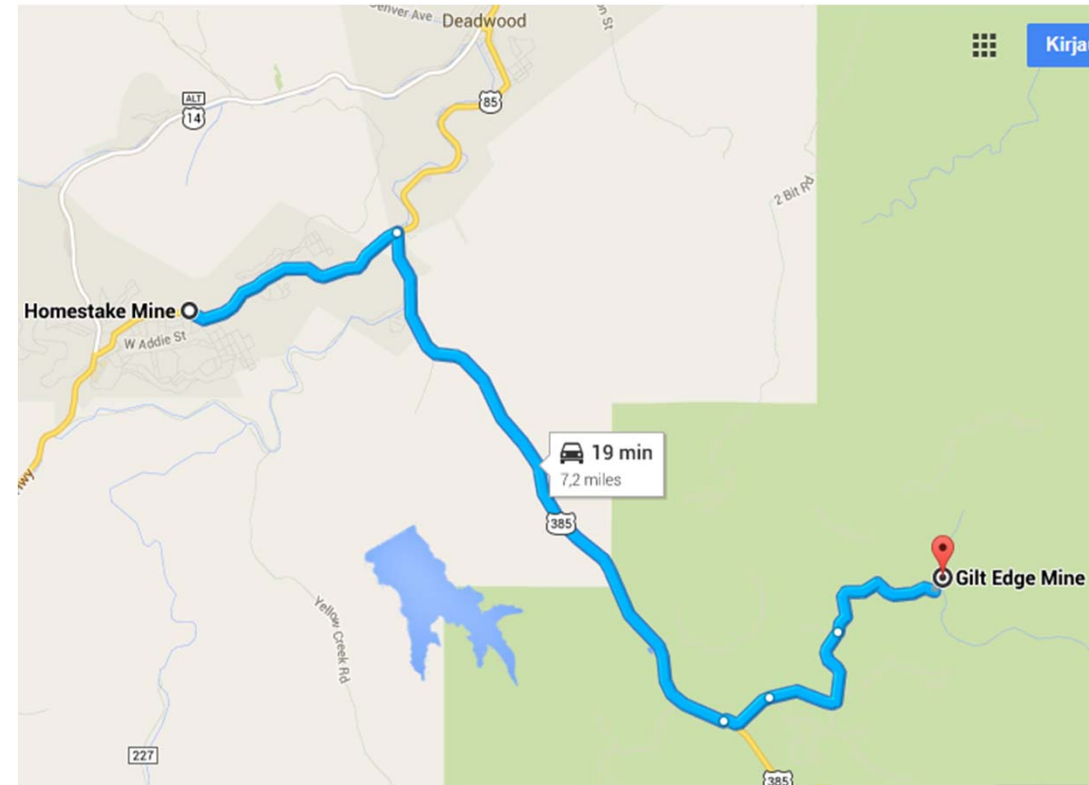 Deadwood
Kirja
ALT
14
85
2 Bit Rd
Homestake Mine
W Addie St
19 min
7,2 miles
385
Gilt Edge Mine
Yellow Creek Rd
227
385